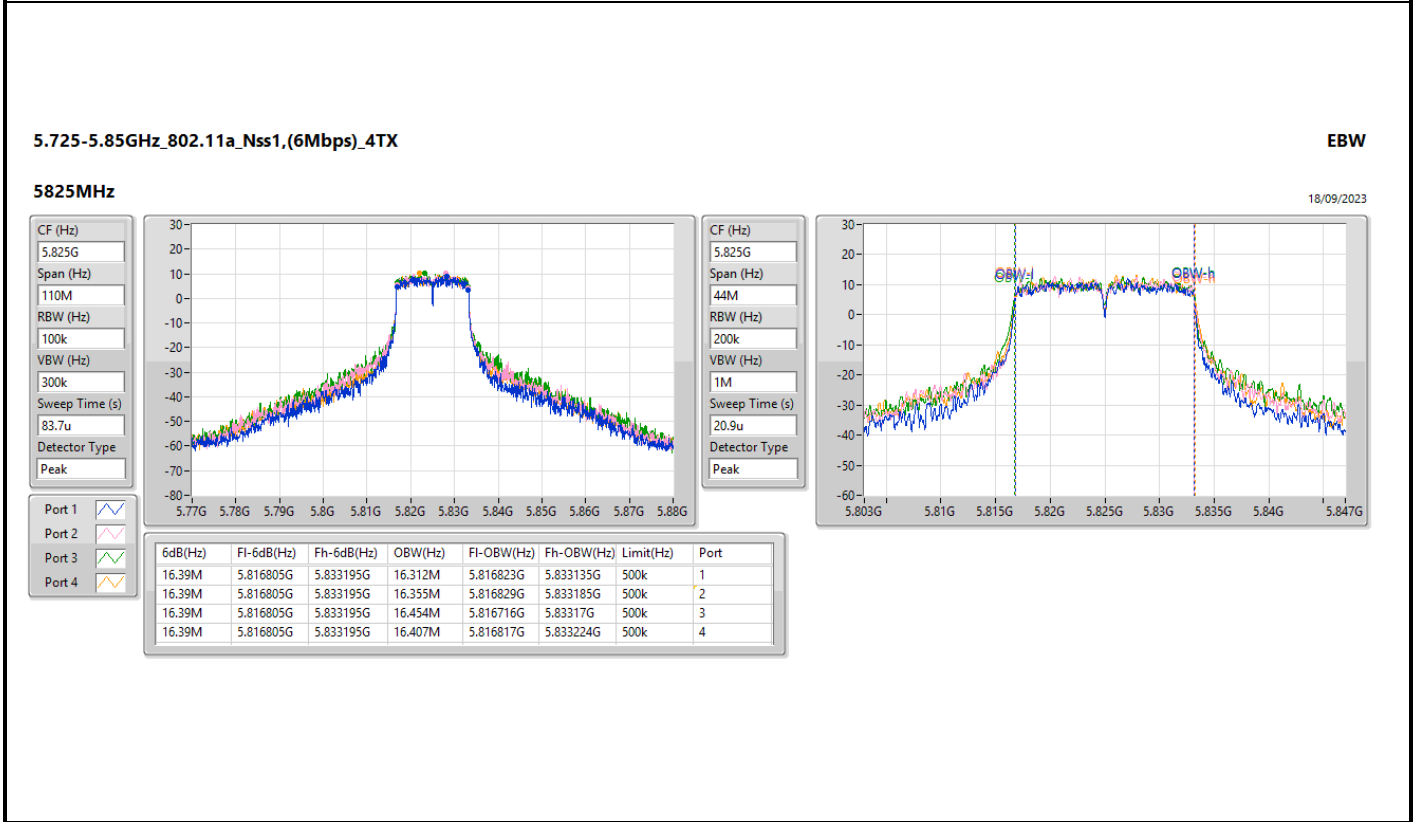 5.725-5.85GHz_802.11a_Nss1,(6Mbps)_4TX
EBW
5825MHz
18/09/2023
CF (Hz)
5.825G
Span (Hz)
110M
RBW (Hz)
100k
VBW (Hz)
300k
Sweep Time (s)
83.7u
Detector Type
Peak
30
20
10
0
-10
-20
-30
-40
-50
-60
-70
-80
5.77G 5.78G 5.79G 5.8G 5.81G 5.82G 5.83G 5.84G 5.85G 5.86G 5.87G 5.88G
CF (Hz)
5.825G
Span (Hz)
44M
RBW (Hz)
200k
VBW (Hz)
1M
Sweep Time (s)
20.9u
Detector Type
Peak
30
20
10
0
-10
-20
-30
-40
-50
-60
OBW-l OBW-h
5.803G 5.81G 5.815G 5.82G 5.825G 5.83G 5.835G 5.84G 5.847G
Port 1
Port 2
Port 3
Port 4
6dB(Hz) Fl-6dB(Hz) Fh-6dB(Hz) OBW(Hz) Fl-OBW(Hz) Fh-OBW(Hz) Limit(Hz) Port
16.39M 5.816805G 5.833195G 16.312M 5.816823G 5.833135G 500k 1
16.39M 5.816805G 5.833195G 16.355M 5.816829G 5.833185G 500k 2
16.39M 5.816805G 5.833195G 16.454M 5.816716G 5.83317G 500k 3
16.39M 5.816805G 5.833195G 16.407M 5.816817G 5.833224G 500k 4